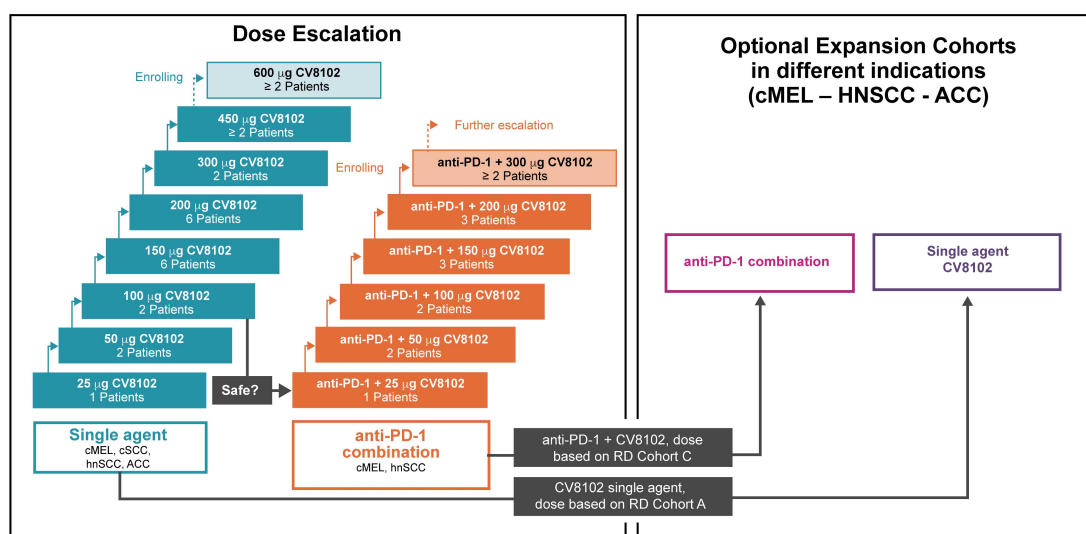 Dose Escalation
Enrolling
600 µg CV8102
≥ 2 Patients
450 µg CV8102
≥ 2 Patients
300 µg CV8102
2 Patients
200 µg CV8102
6 Patients
150 µg CV8102
6 Patients
100 µg CV8102
2 Patients
50 µg CV8102
2 Patients
25 µg CV8102
1 Patients
Safe?
Further escalation
Enrolling
anti-PD-1 + 300 µg CV8102
≥ 2 Patients
anti-PD-1 + 200 µg CV8102
3 Patients
anti-PD-1 + 150 µg CV8102
3 Patients
anti-PD-1 + 100 µg CV8102
2 Patients
anti-PD-1 + 50 µg CV8102
2 Patients
anti-PD-1 + 25 µg CV8102
1 Patients
Single agent
cMEL, cSCC,
hnSCC, ACC
anti-PD-1
combination
cMEL, hnSCC
anti-PD-1 + CV8102, dose
based on RD Cohort C
CV8102 single agent,
dose based on RD Cohort A
Optional Expansion Cohorts
in different indications
(cMEL – HNSCC - ACC)
anti-PD-1 combination
Single agent
CV8102